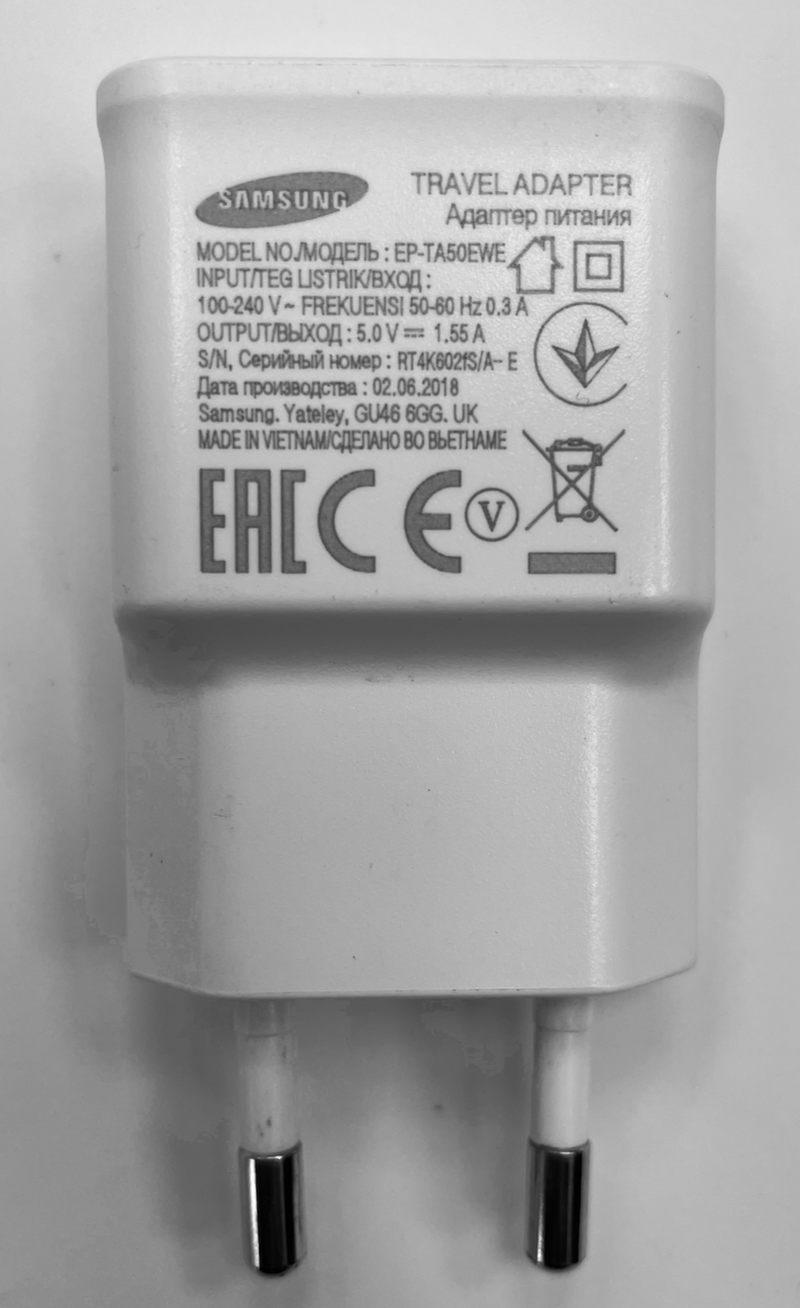 SAMSUNG
TRAVEL ADAPTER
Адаптер питания
MODEL NO./МОДЕЛЬ : EP-TA50EWE
INPUT/TEG LISTRIK/ВХОД :
100-240 V ~ FREKUENSI 50-60 Hz 0.3 A
OUTPUT/ВЫХОД : 5.0 V ⎓ 1.55 A
S/N, Серийный номер : RT4K602fS/A- E
Дата производства : 02.06.2018
Samsung. Yateley, GU46 6GG. UK
MADE IN VIETNAM/СДЕЛАНО ВО ВЬЕТНАМЕ
EAC CE V